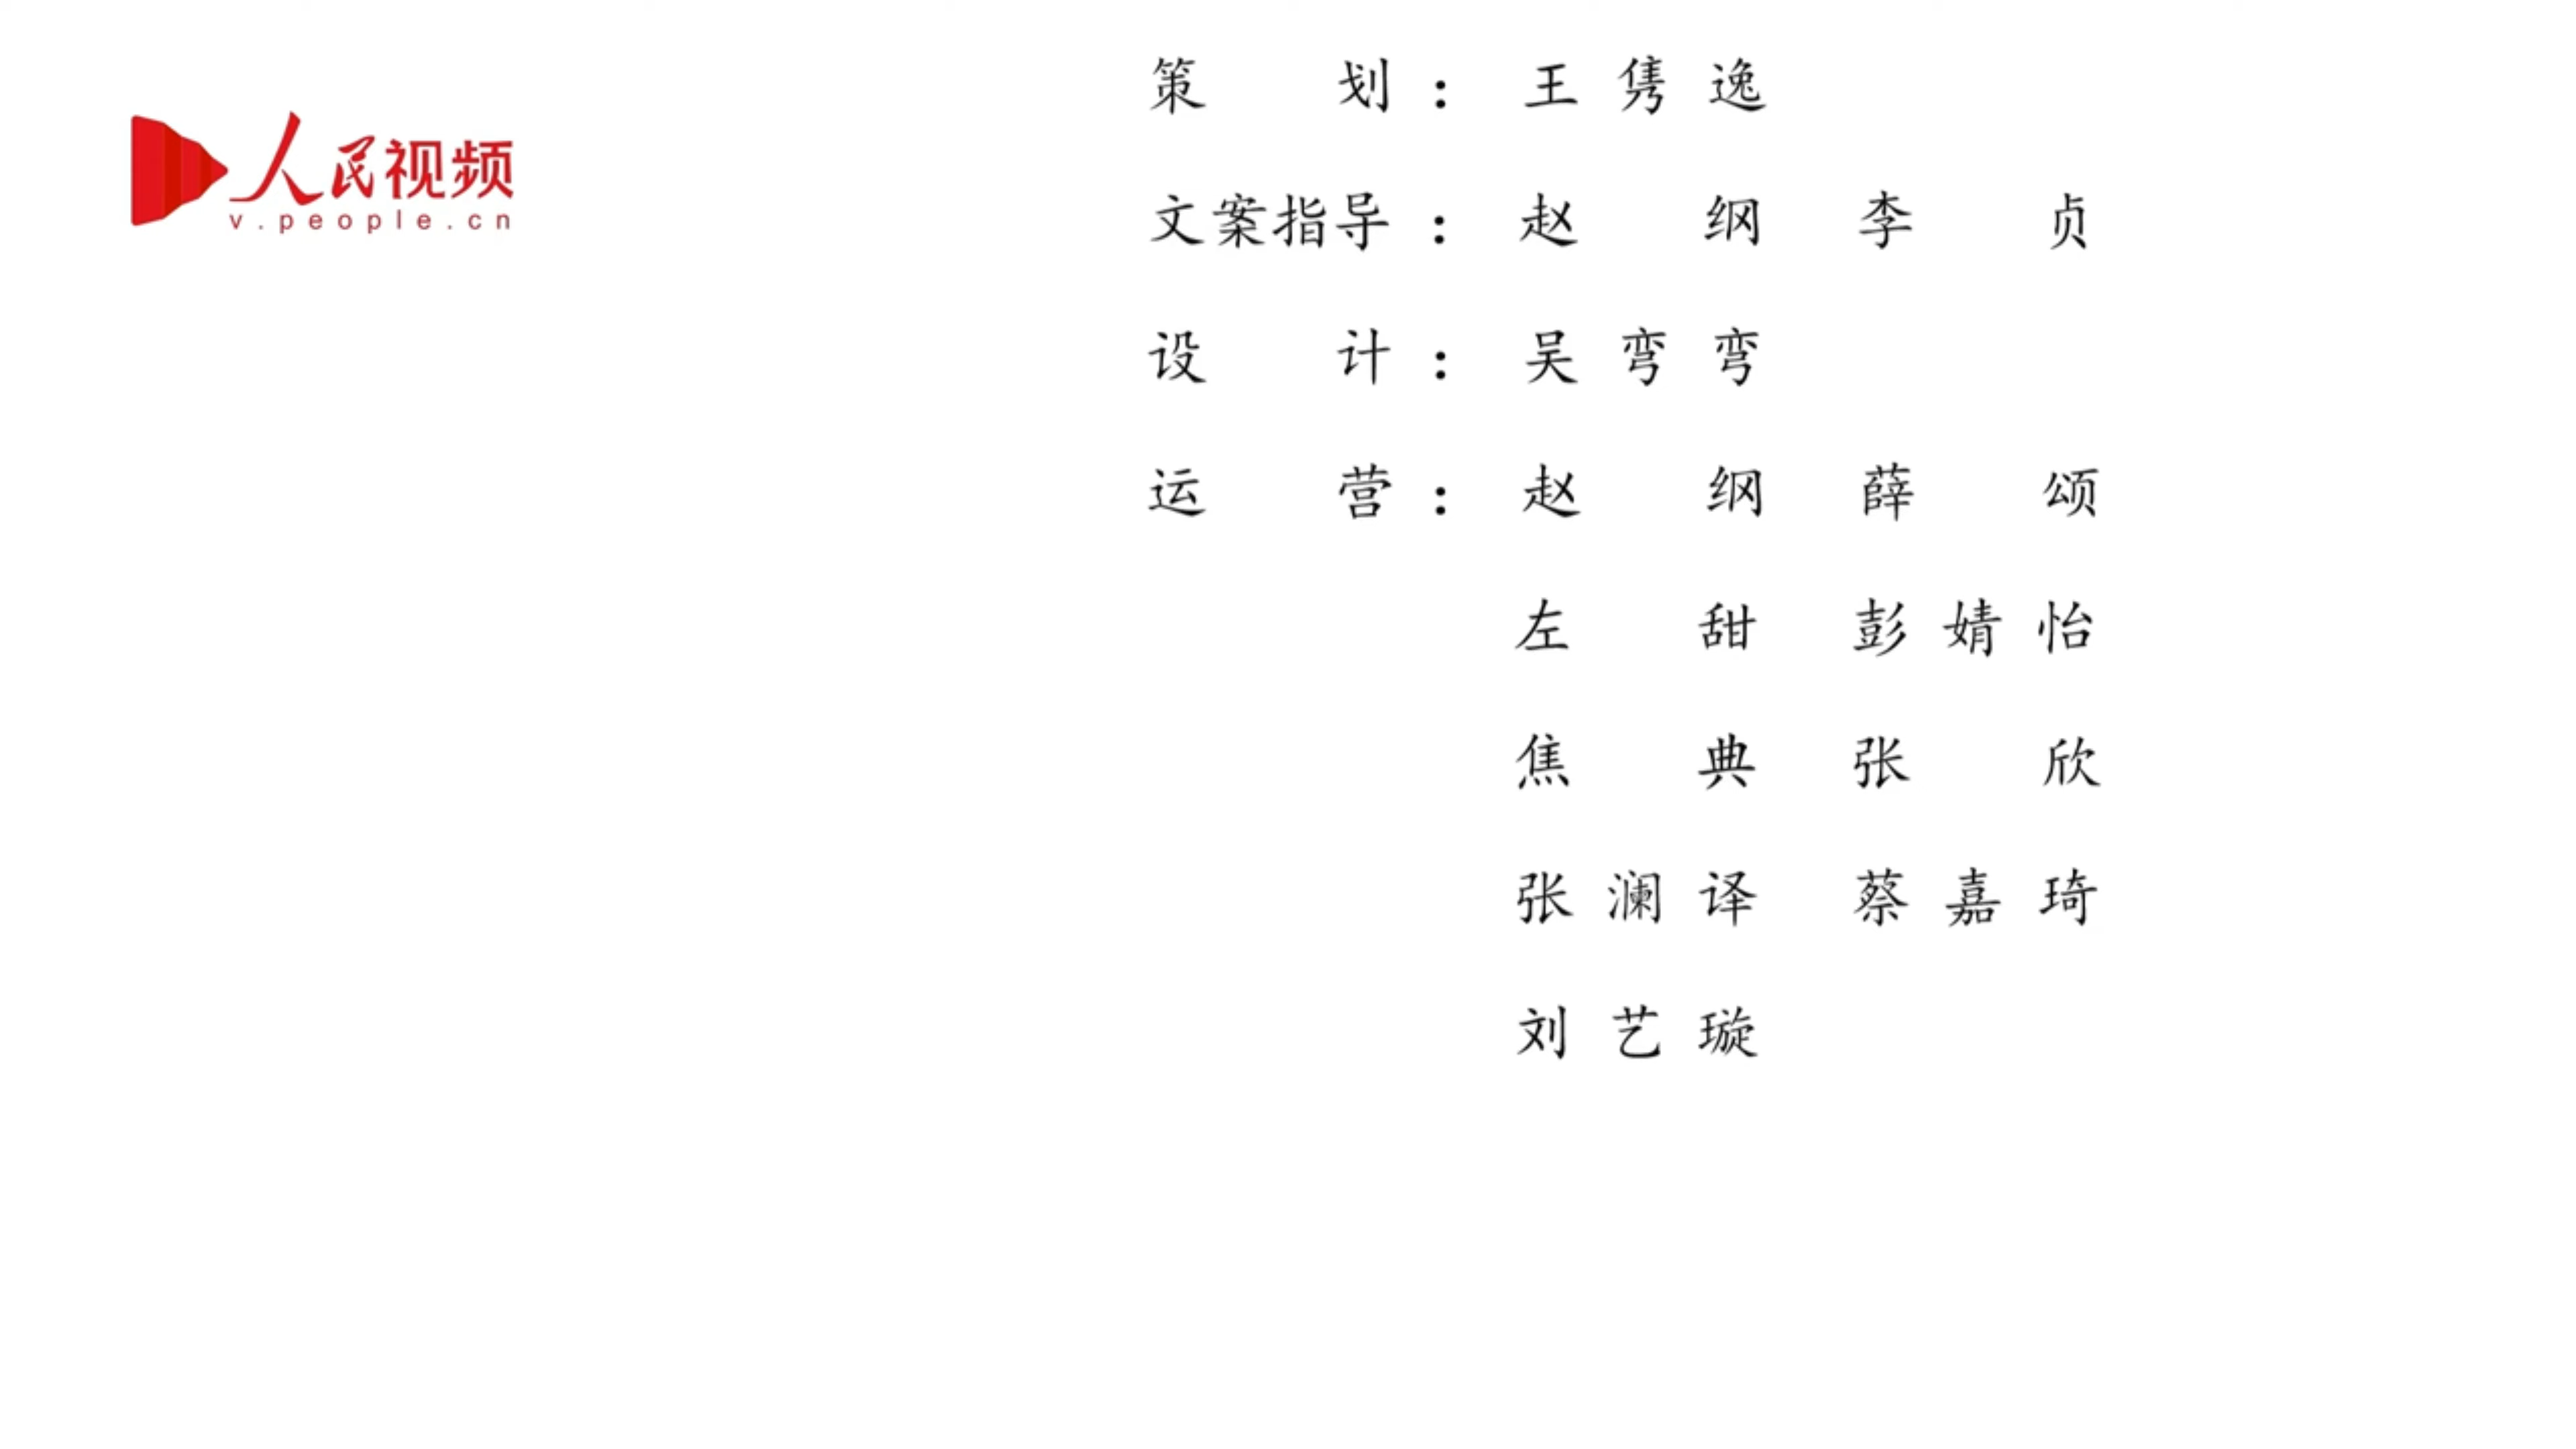 人民视频
v.people.cn
策划：王隽逸
文案指导：赵纲 李贞
设计：吴弯弯
运营：赵纲 薛颂
左甜 彭婧怡
焦典 张欣
张澜译 蔡嘉琦
刘艺璇